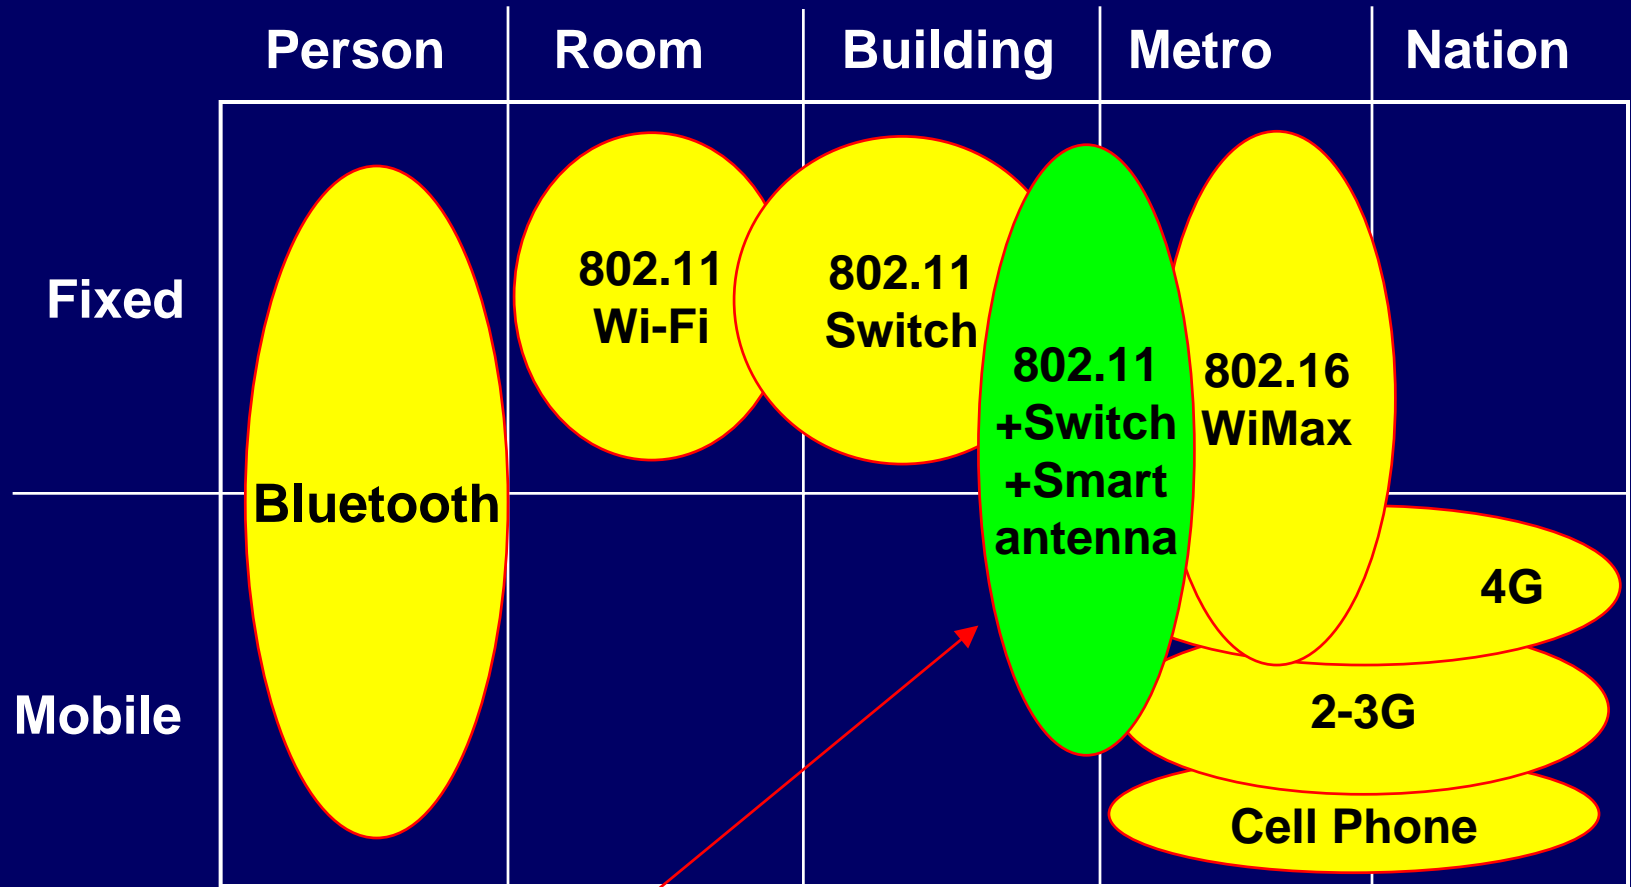 Person Room Building Metro Nation
Fixed
802.11
Wi-Fi
802.11
Switch
802.11
+Switch
+Smart
antenna
802.16
WiMax
Bluetooth
4G
Mobile
2-3G
Cell Phone